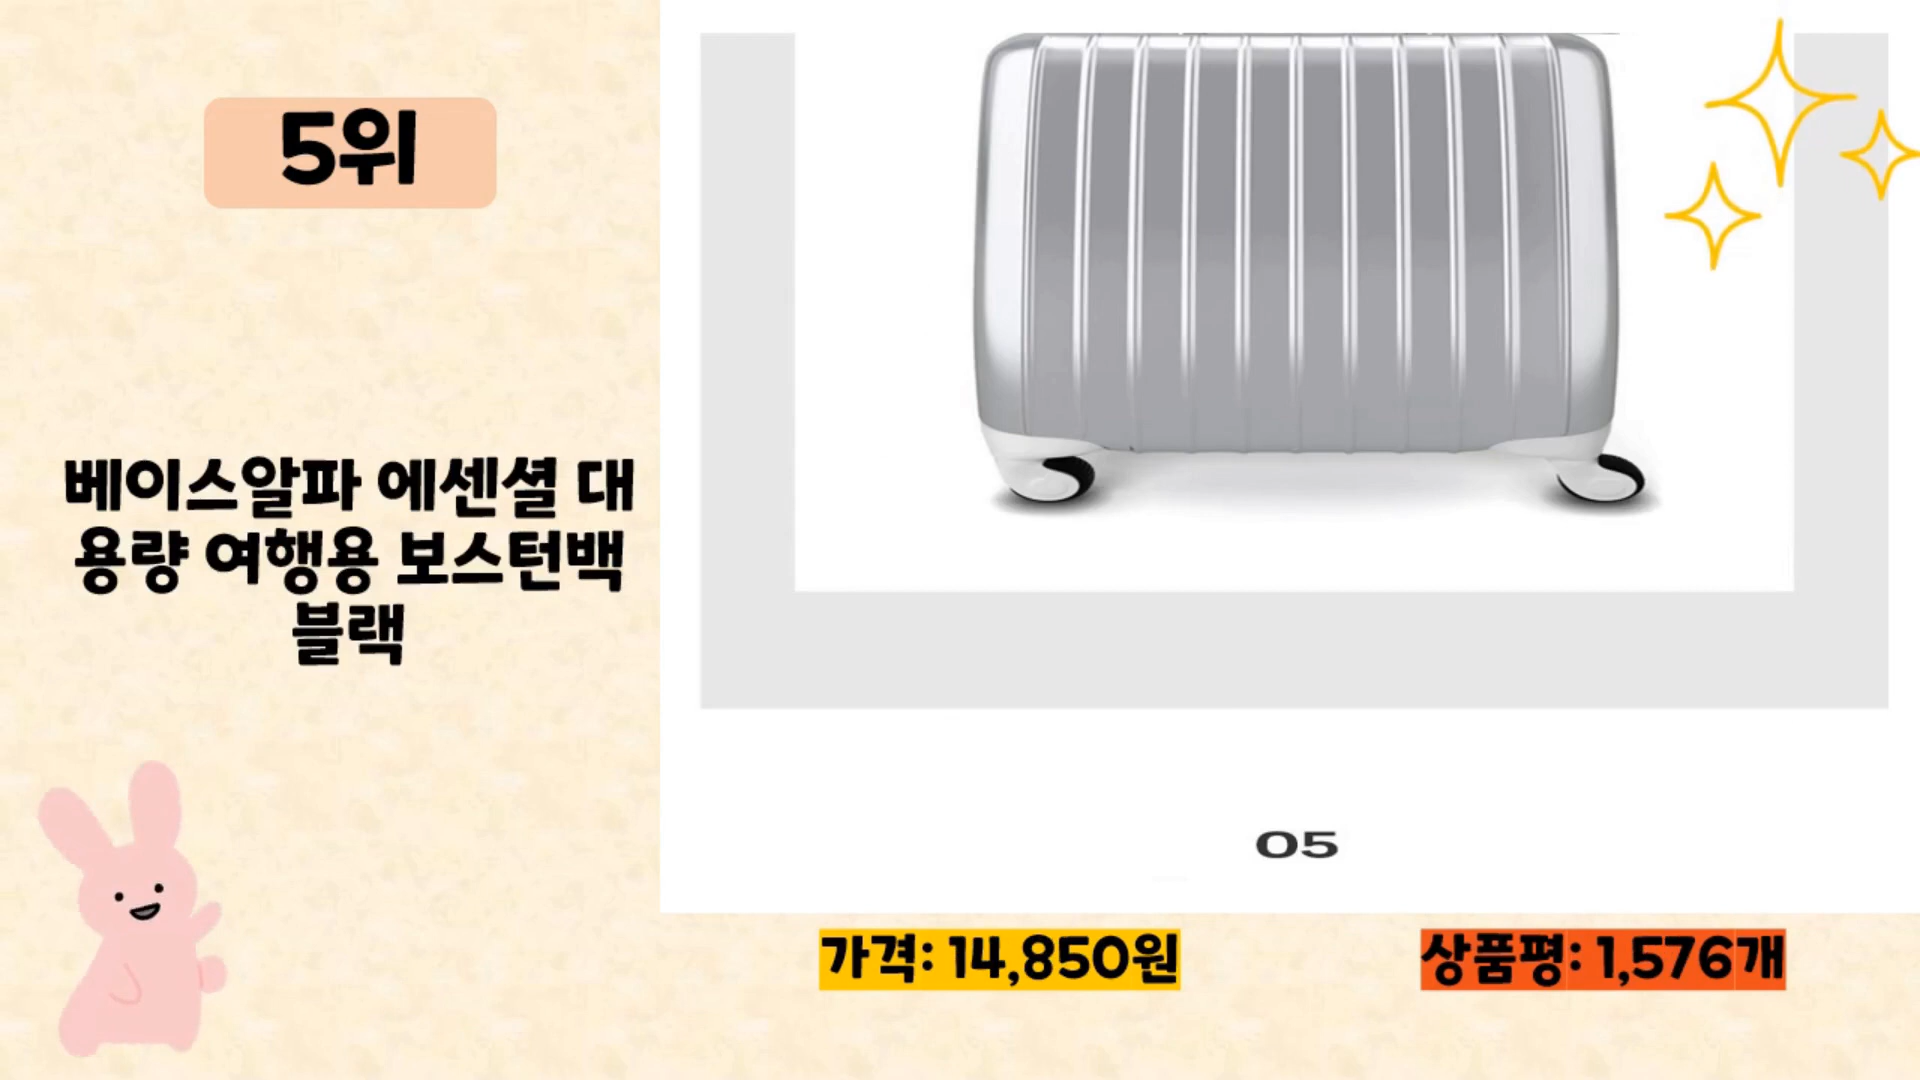 5위
베이스알파 에센셜 대
용량 여행용 보스턴백
블랙
05
가격: 14,850원
상품평: 1,576개